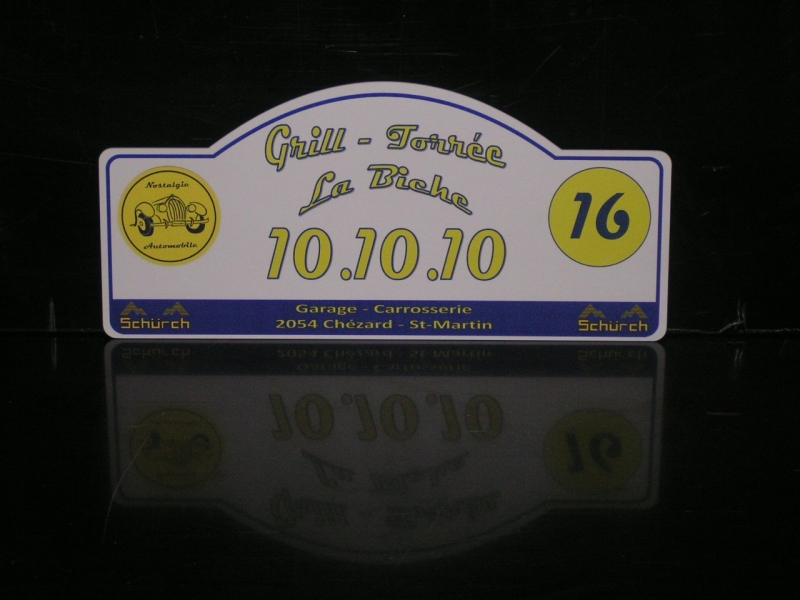 Grill - Torrée
La Biche
Nostalgie
Automobile
10.10.10
16
Garage - Carrosserie
2054 Chézard - St-Martin
Schürch
Schürch